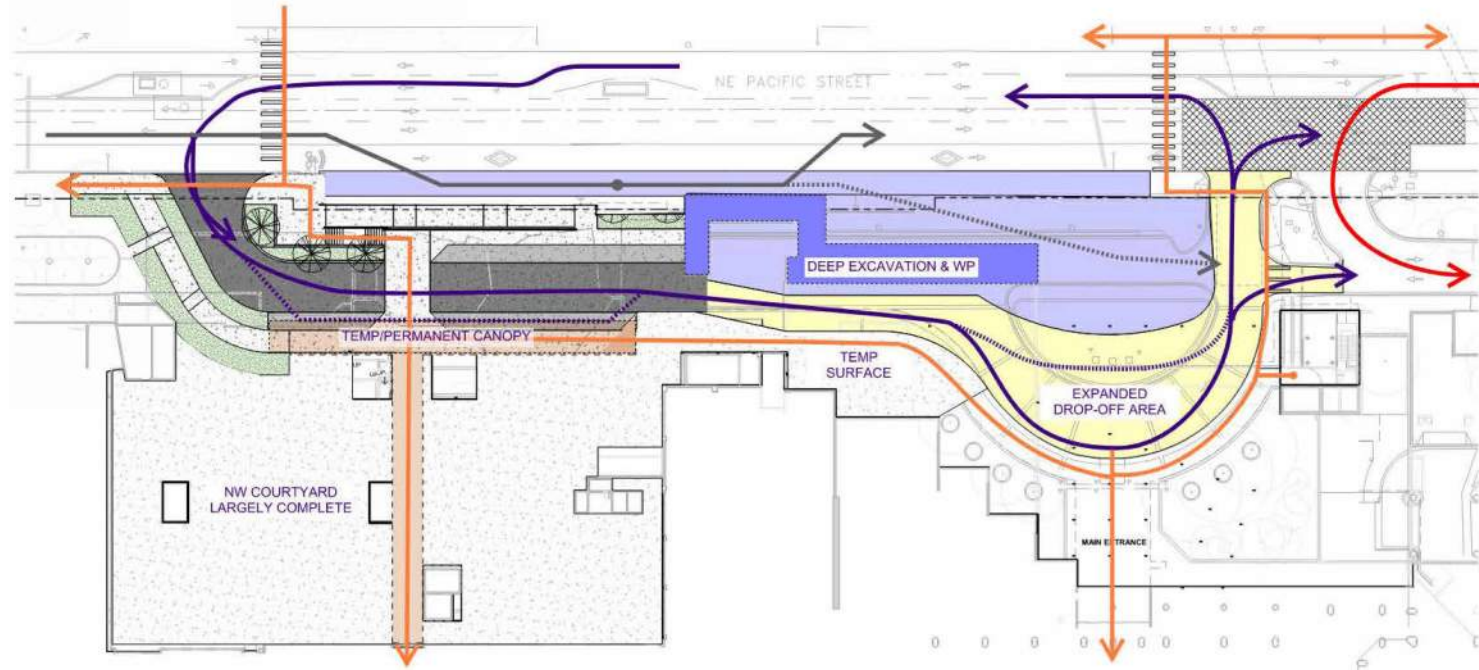 NE PACIFIC STREET
DEEP EXCAVATION & WP
TEMP/PERMANENT CANOPY
TEMP
SURFACE
EXPANDED
DROP-OFF AREA
NW COURTYARD
LARGELY COMPLETE
MAIN ENTRANCE